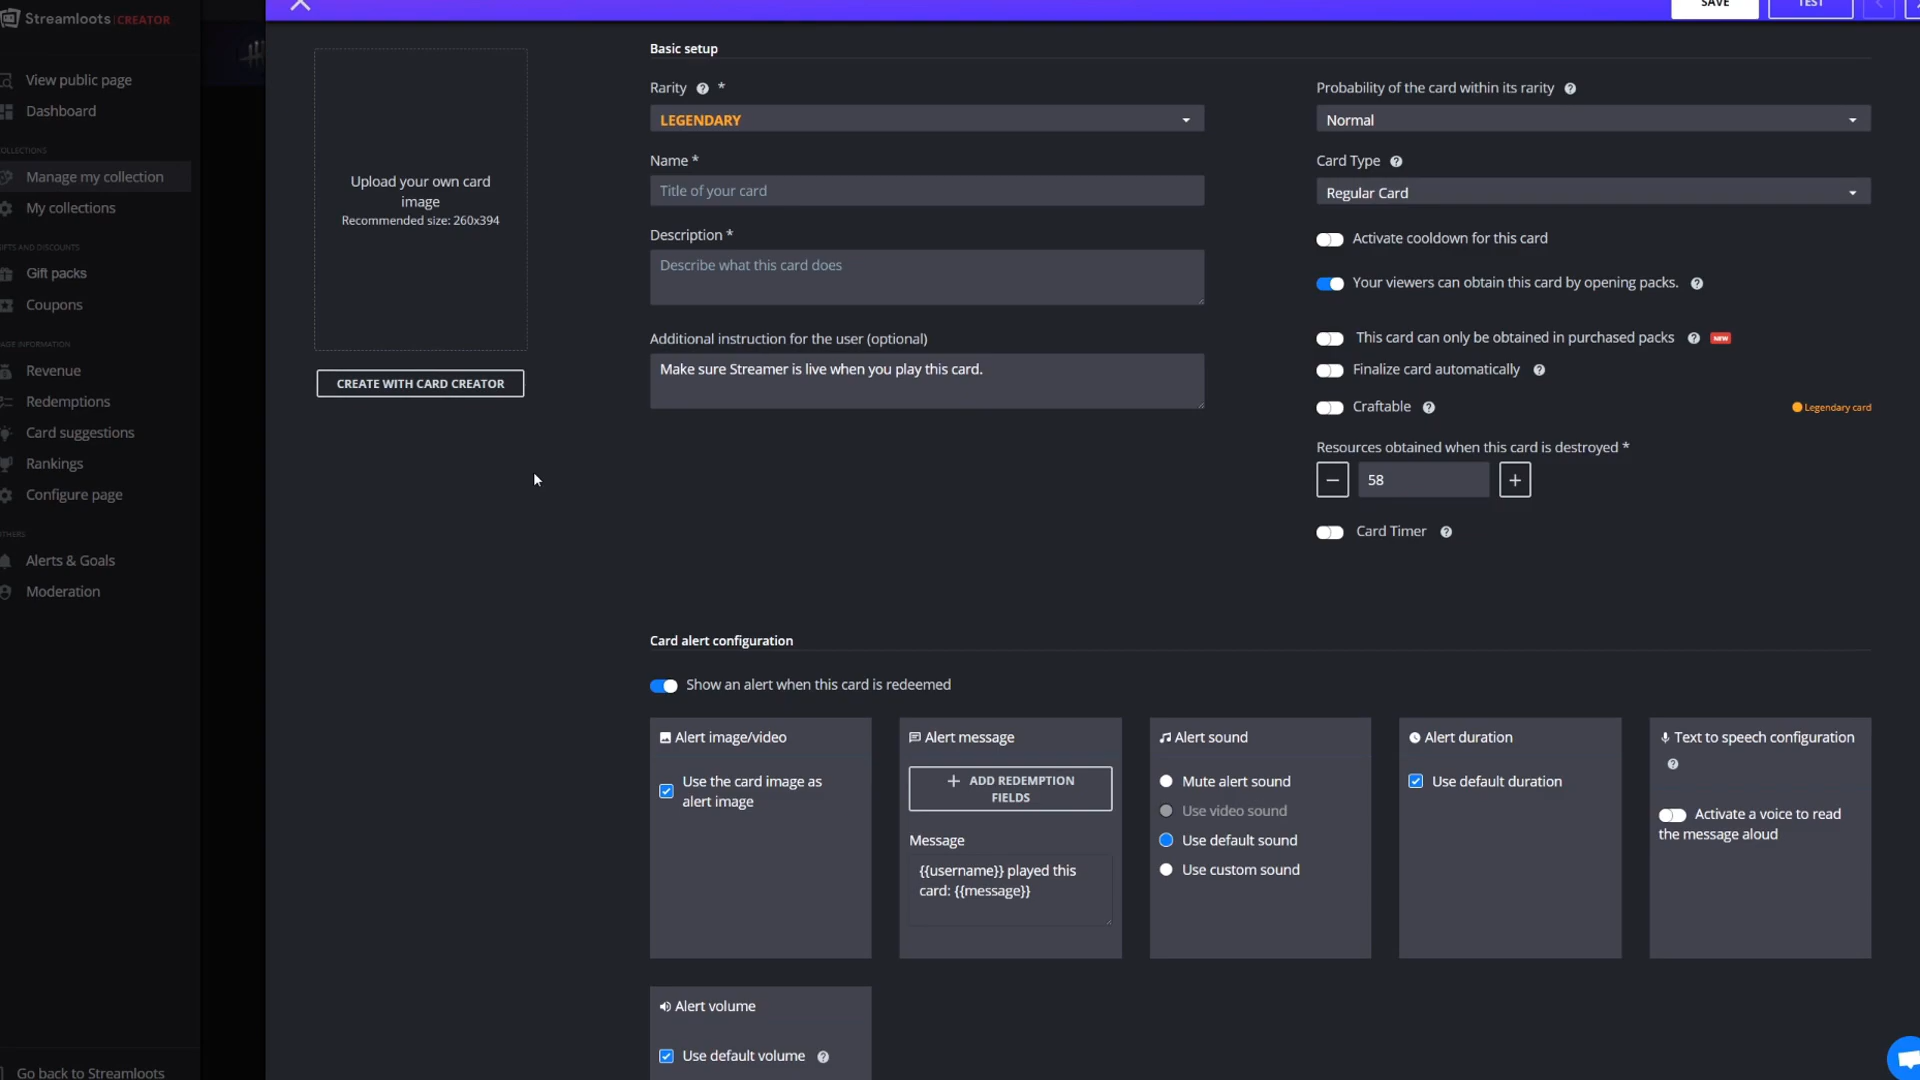 Streamloots CREATOR
View public page
Dashboard
Manage my collection
My collections
Gift packs
Coupons
Revenue
Redemptions
Card suggestions
Rankings
Configure page
Alerts & Goals
Moderation
Go back to Streamloots
SAVE
TEST
Upload your own card
image
Recommended size: 260x394
CREATE WITH CARD CREATOR
Basic setup
Rarity ? *
LEGENDARY
Name *
Title of your card
Description *
Describe what this card does
Additional instruction for the user (optional)
Make sure Streamer is live when you play this card.
Probability of the card within its rarity ?
Normal
Card Type ?
Regular Card
Activate cooldown for this card
Your viewers can obtain this card by opening packs. ?
This card can only be obtained in purchased packs ? NEW
Finalize card automatically ?
Craftable ?
Legendary card
Resources obtained when this card is destroyed *
58
Card Timer ?
Card alert configuration
Show an alert when this card is redeemed
Alert image/video
Use the card image as
alert image
Alert message
ADD REDEMPTION
FIELDS
Message
{{username}} played this
card: {{message}}
Alert sound
Mute alert sound
Use video sound
Use default sound
Use custom sound
Alert duration
Use default duration
Text to speech configuration
?
Activate a voice to read
the message aloud
Alert volume
Use default volume ?